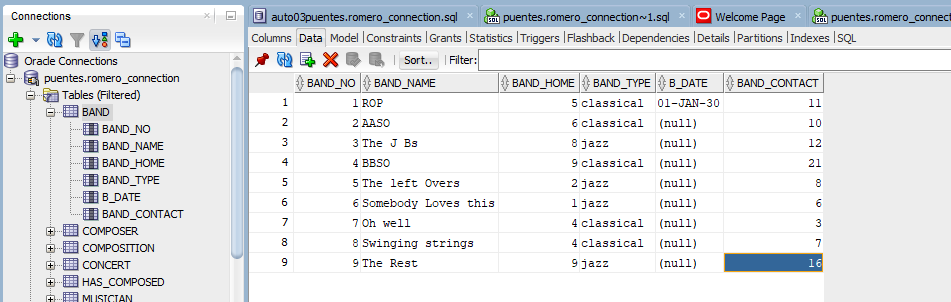 Connections
auto03puentes.romero_connection.sql
puentes.romero_connection~1.sql
Welcome Page
puentes.romero_conn
Columns Data Model Constraints Grants Statistics Triggers Flashback Dependencies Details Partitions Indexes SQL
Sort.. Filter:
Oracle Connections
puentes.romero_connection
Tables (Filtered)
BAND
BAND_NO
BAND_NAME
BAND_HOME
BAND_TYPE
B_DATE
BAND_CONTACT
COMPOSER
COMPOSITION
CONCERT
HAS_COMPOSED
MUSICIAN
BAND_NO BAND_NAME BAND_HOME BAND_TYPE B_DATE BAND_CONTACT
1 1 ROP 5 classical 01-JAN-30 11
2 2 AASO 6 classical (null) 10
3 3 The J Bs 8 jazz (null) 12
4 4 BBSO 9 classical (null) 21
5 5 The left Overs 2 jazz (null) 8
6 6 Somebody Loves this 1 jazz (null) 6
7 7 Oh well 4 classical (null) 3
8 8 Swinging strings 4 classical (null) 7
9 9 The Rest 9 jazz (null) 16